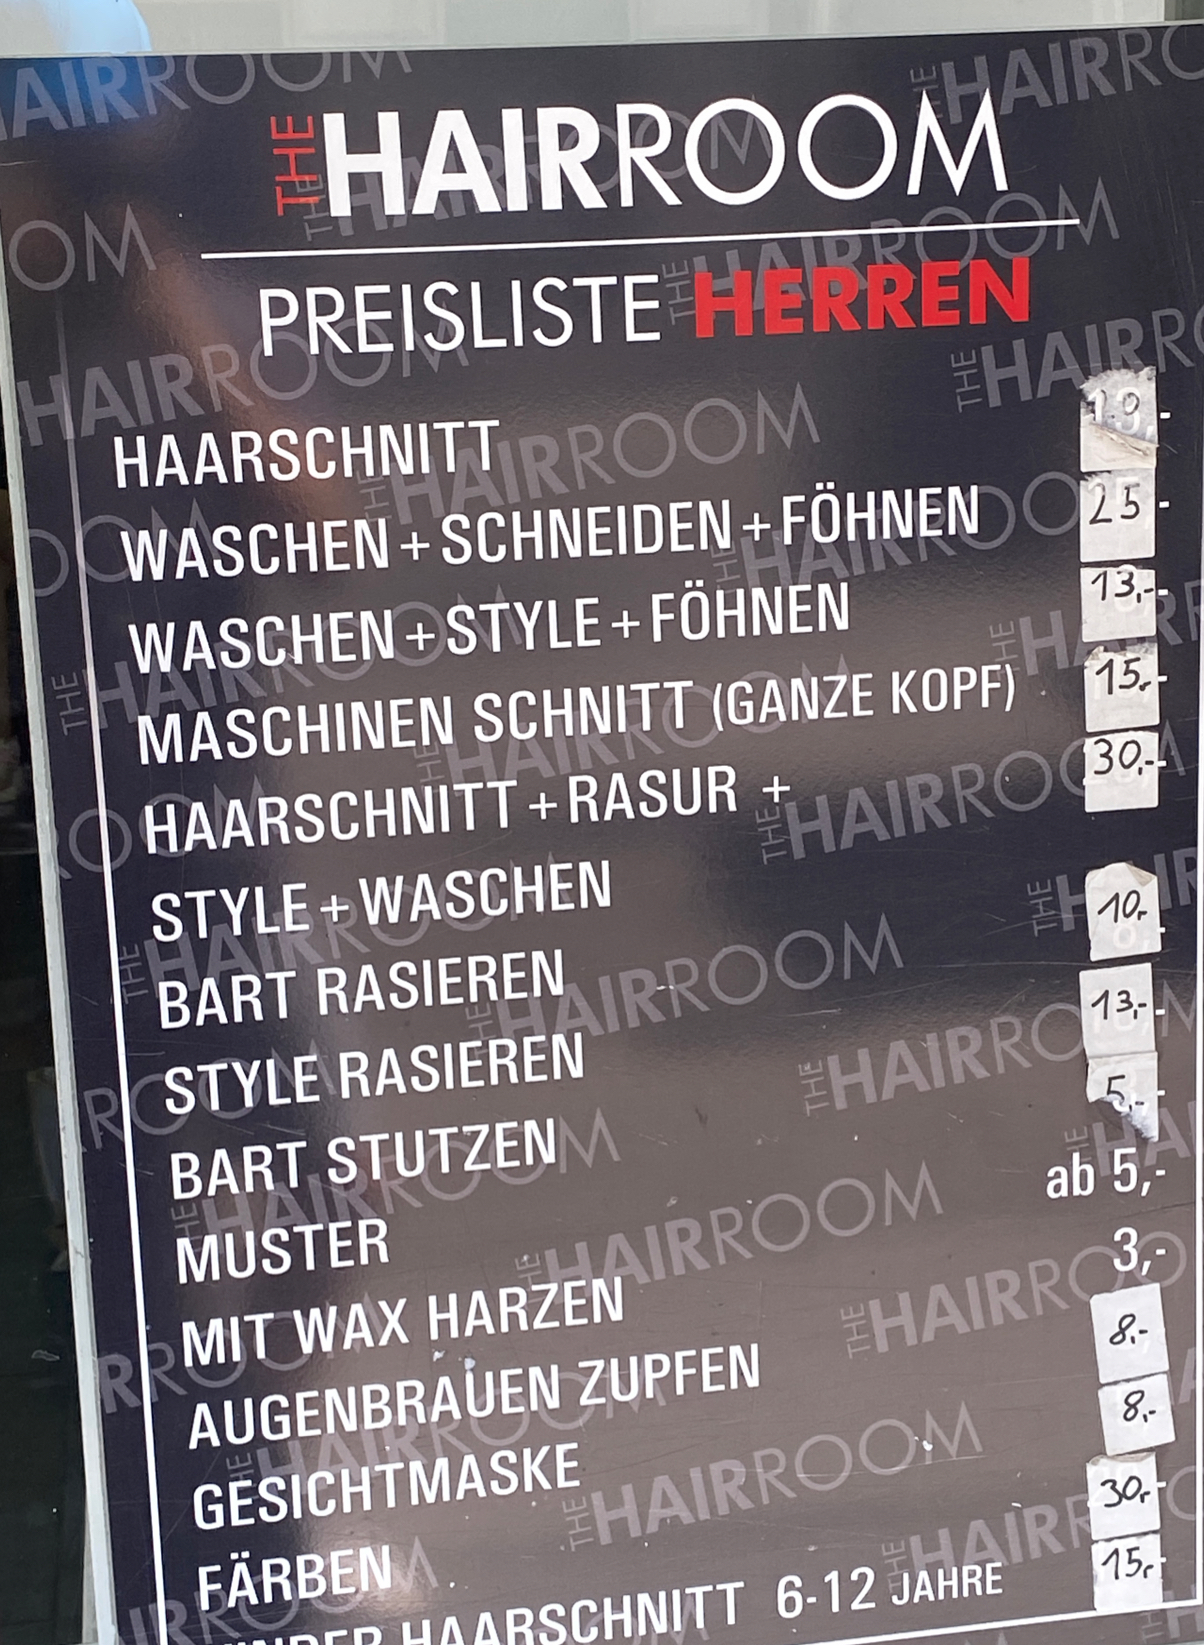 THE HAIRROOM
PREISLISTE HERREN
HAARSCHNITT
WASCHEN + SCHNEIDEN + FÖHNEN 25,-
WASCHEN + STYLE + FÖHNEN 13,-
MASCHINEN SCHNITT (GANZE KOPF) 15,-
HAARSCHNITT + RASUR + 30,-
STYLE + WASCHEN
BART RASIEREN 10,-
STYLE RASIEREN 13,-
BART STUTZEN 5,-
MUSTER ab 5,-
MIT WAX HARZEN 3,-
AUGENBRAUEN ZUPFEN 8,-
GESICHTMASKE 8,-
FÄRBEN 30,-
HAARSCHNITT 6-12 JAHRE 15,-